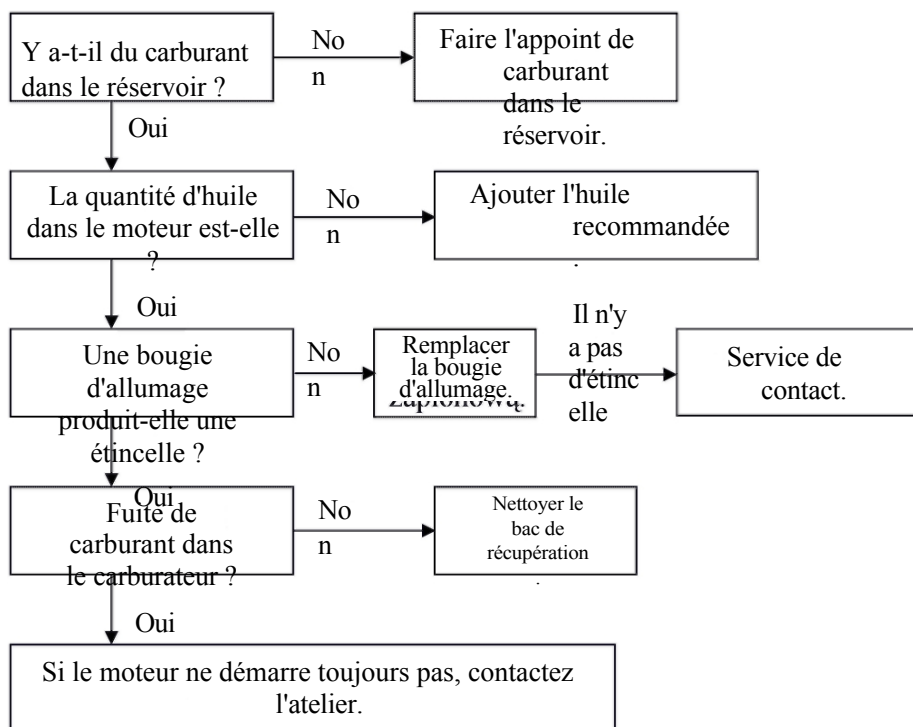 Y a-t-il du carburant
dans le réservoir ?
No
n
Faire l'appoint de
carburant
dans le
réservoir.
Oui
La quantité d'huile
dans le moteur est-elle
?
No
n
Ajouter l'huile
recommandée
.
Oui
Une bougie
d'allumage
produit-elle une
étincelle ?
No
n
Remplacer
la bougie
d'allumage.
zapłonową.
Il n'y
a pas
d'étinc
elle
Service de
contact.
Oui
Fuite de
carburant dans
le carburateur ?
No
n
Nettoyer le
bac de
récupération
.
Oui
Si le moteur ne démarre toujours pas, contactez
l'atelier.